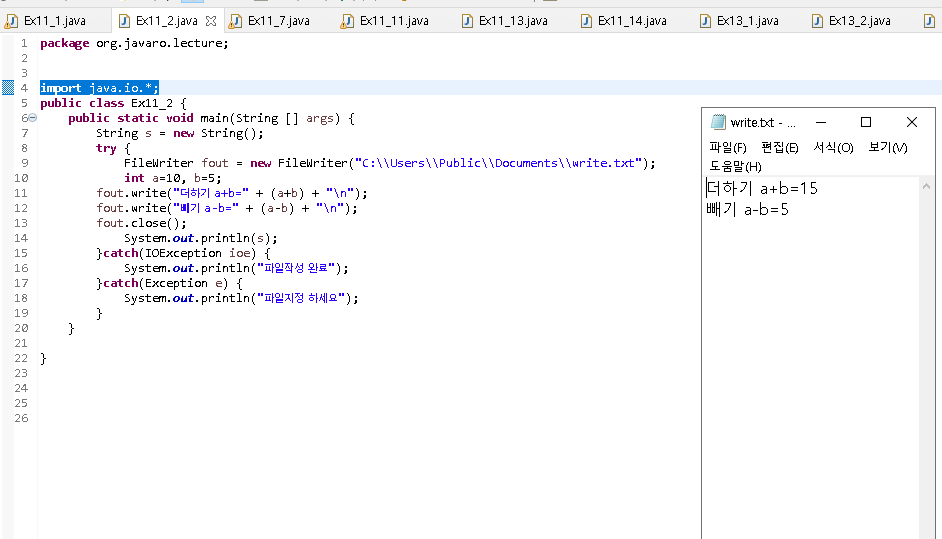 Ex11_1.java Ex11_2.java Ex11_7.java Ex11_11.java Ex11_13.java Ex11_14.java Ex13_1.java Ex13_2.java
1 package org.javaro.lecture;
2
3
4 import java.io.*;
5 public class Ex11_2 {
6 public static void main(String [] args) {
7 String s = new String();
8 try {
9 FileWriter fout = new FileWriter("C:\\Users\\Public\\Documents\\write.txt");
10 int a=10, b=5;
11 fout.write("더하기 a+b=" + (a+b) + "\n");
12 fout.write("빼기 a-b=" + (a-b) + "\n");
13 fout.close();
14 System.out.println(s);
15 }catch(IOException ioe) {
16 System.out.println("파일작성 완료");
17 }catch(Exception e) {
18 System.out.println("파일지정 하세요");
19 }
20 }
21
22 }
23
24
25
26
write.txt - ...
파일(F) 편집(E) 서식(O) 보기(V)
도움말(H)
더하기 a+b=15
빼기 a-b=5